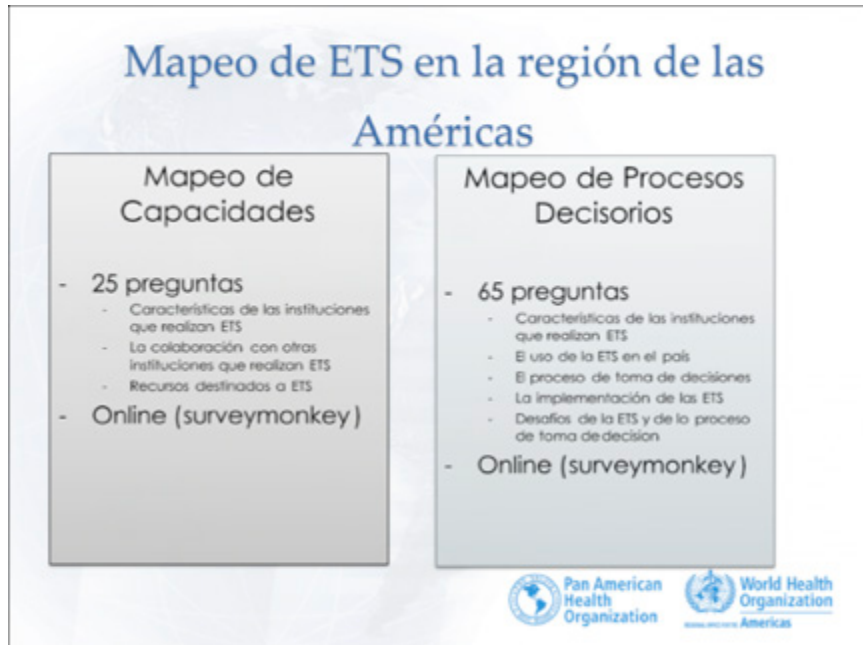 Mapeo de ETS en la región de las
Américas
Mapeo de
Capacidades
- 25 preguntas
- Características de las instituciones
que realizan ETS
- La colaboración con otras
instituciones que realizan ETS
- Recursos destinados a ETS
- Online (surveymonkey)
Mapeo de Procesos
Decisorios
- 65 preguntas
- Características de las instituciones
que realizan ETS
- El uso de la ETS en el país
- El proceso de toma de decisiones
- La implementación de las ETS
- Desafíos de la ETS y de lo proceso
de toma de decision
- Online (surveymonkey)
Pan American
Health
Organization
World Health
Organization
Americas